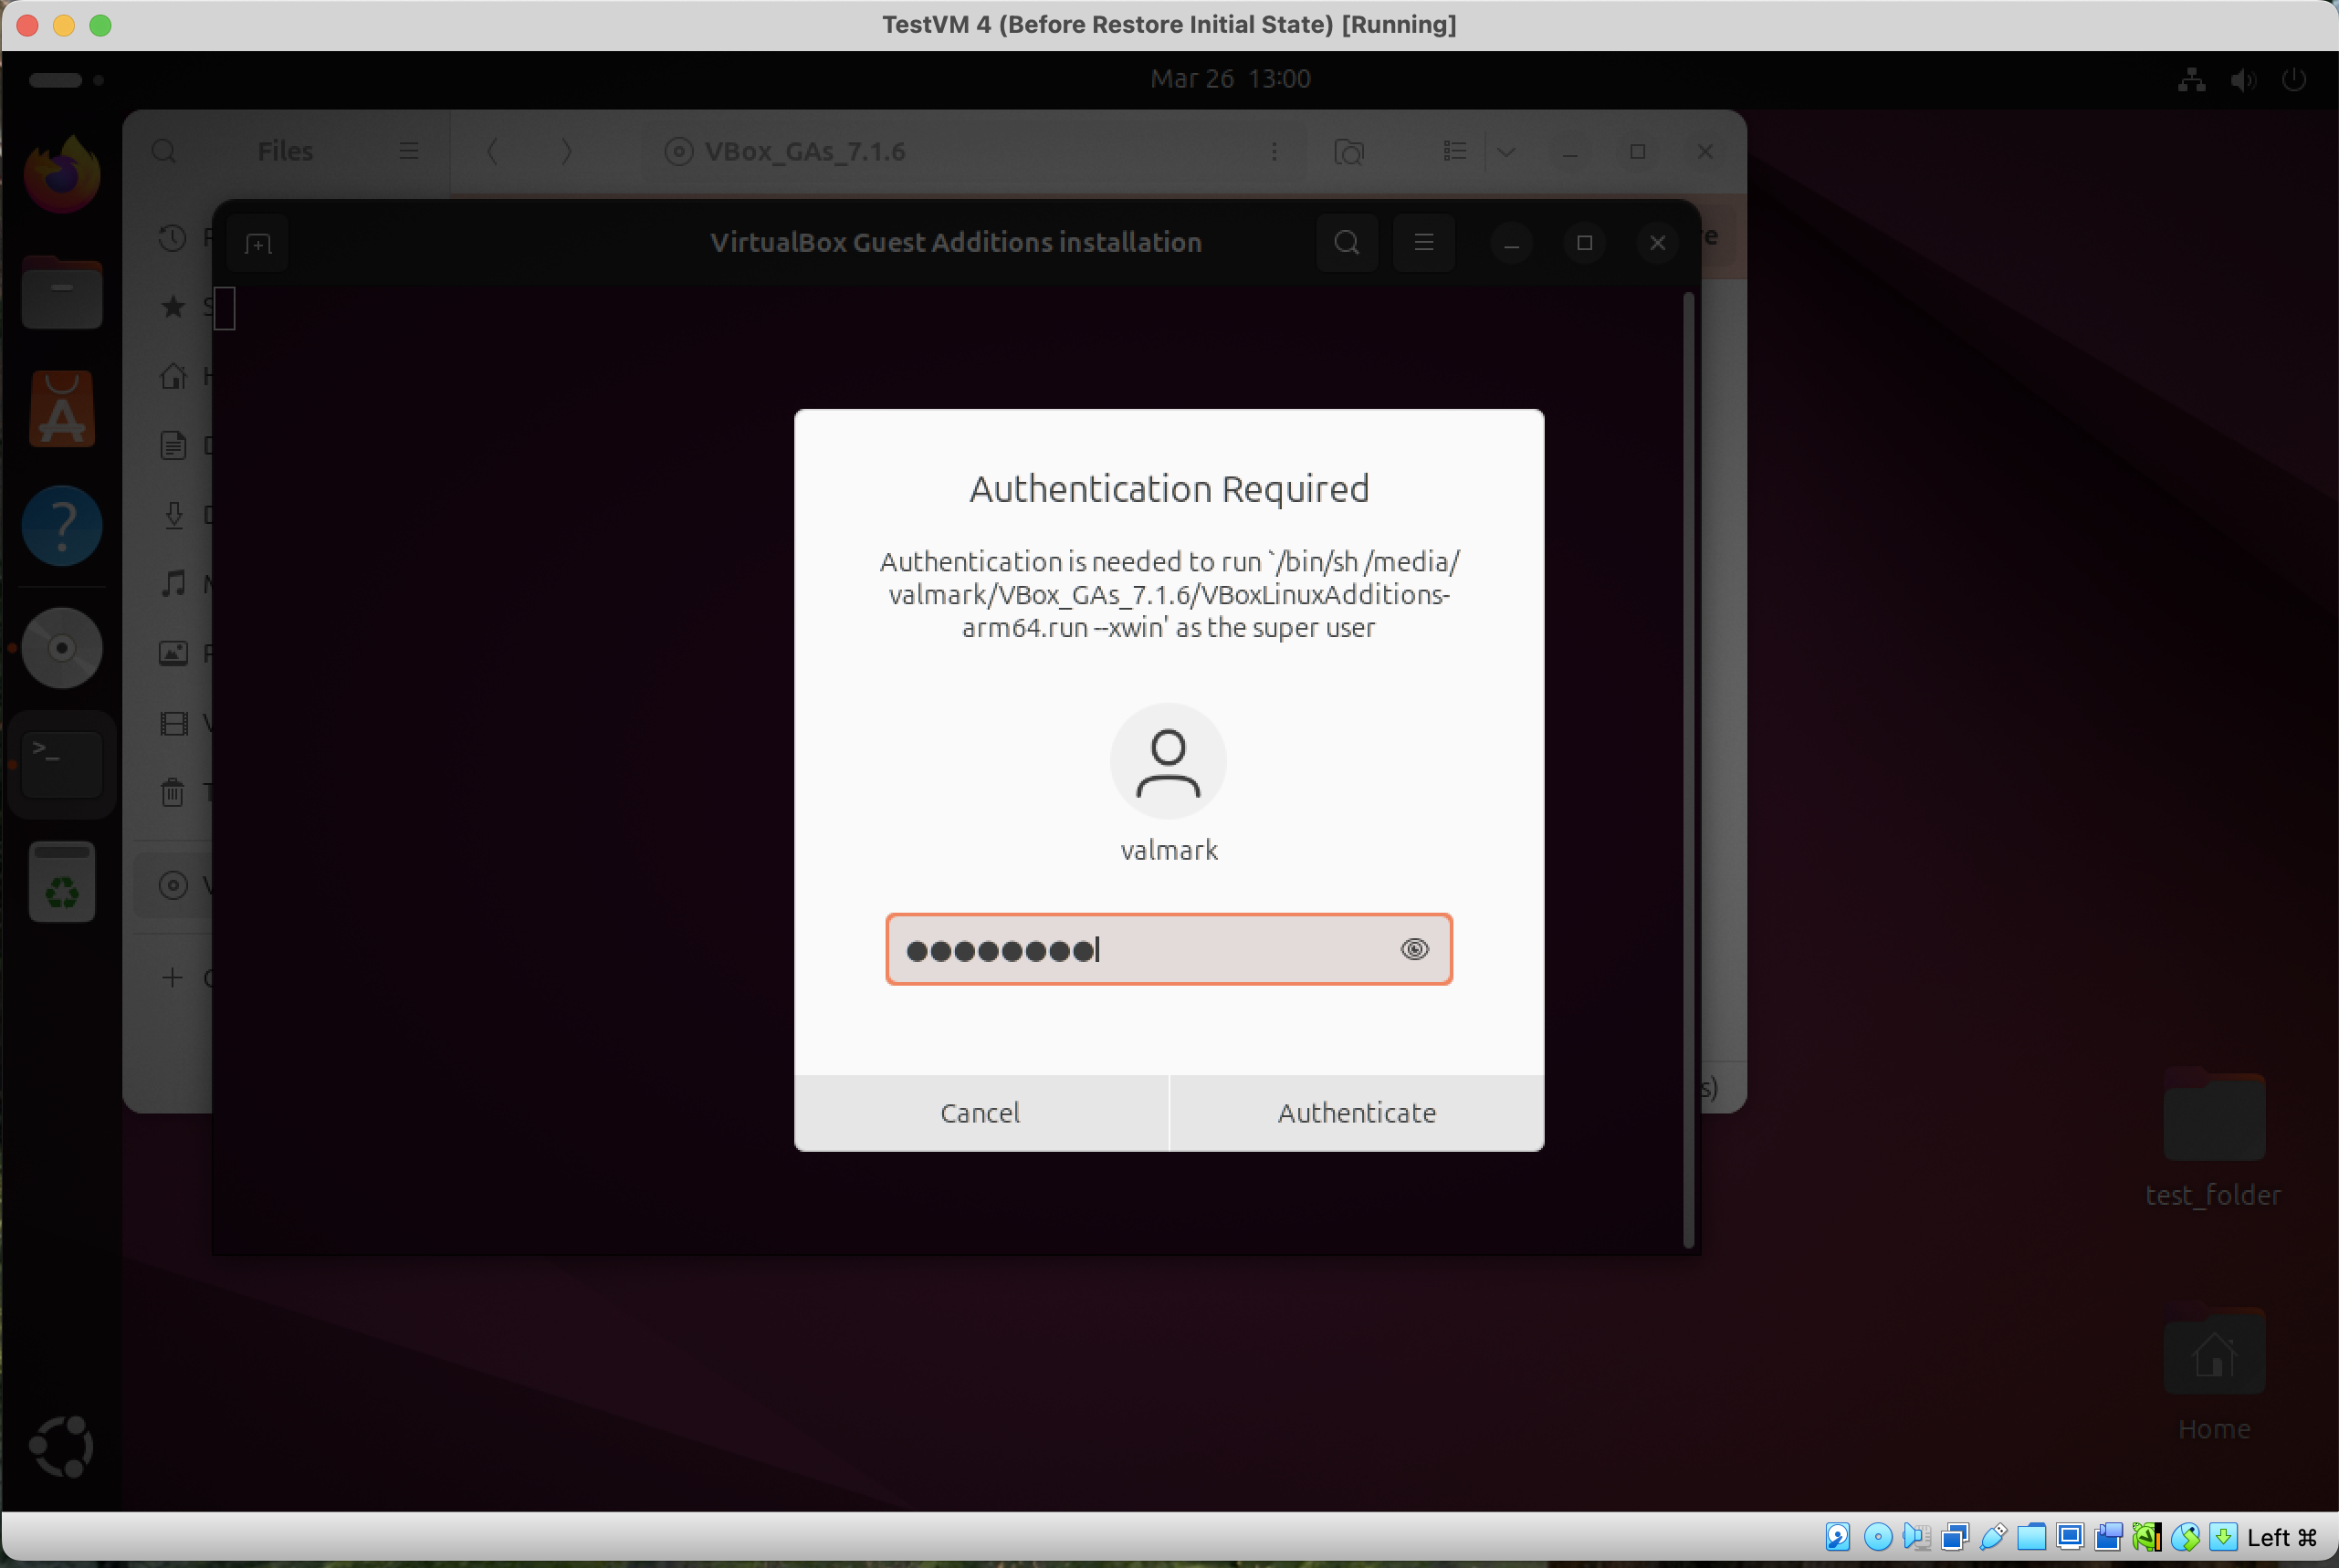 TestVM 4 (Before Restore Initial State) [Running]
Mar 26 13:00
Files
VBox_GAs_7.1.6
VirtualBox Guest Additions installation
Authentication Required
Authentication is needed to run `/bin/sh /media/
valmark/VBox_GAs_7.1.6/VBoxLinuxAdditions-
arm64.run --xwin' as the super user
valmark
Cancel
Authenticate
test_folder
Home
Left ⌘